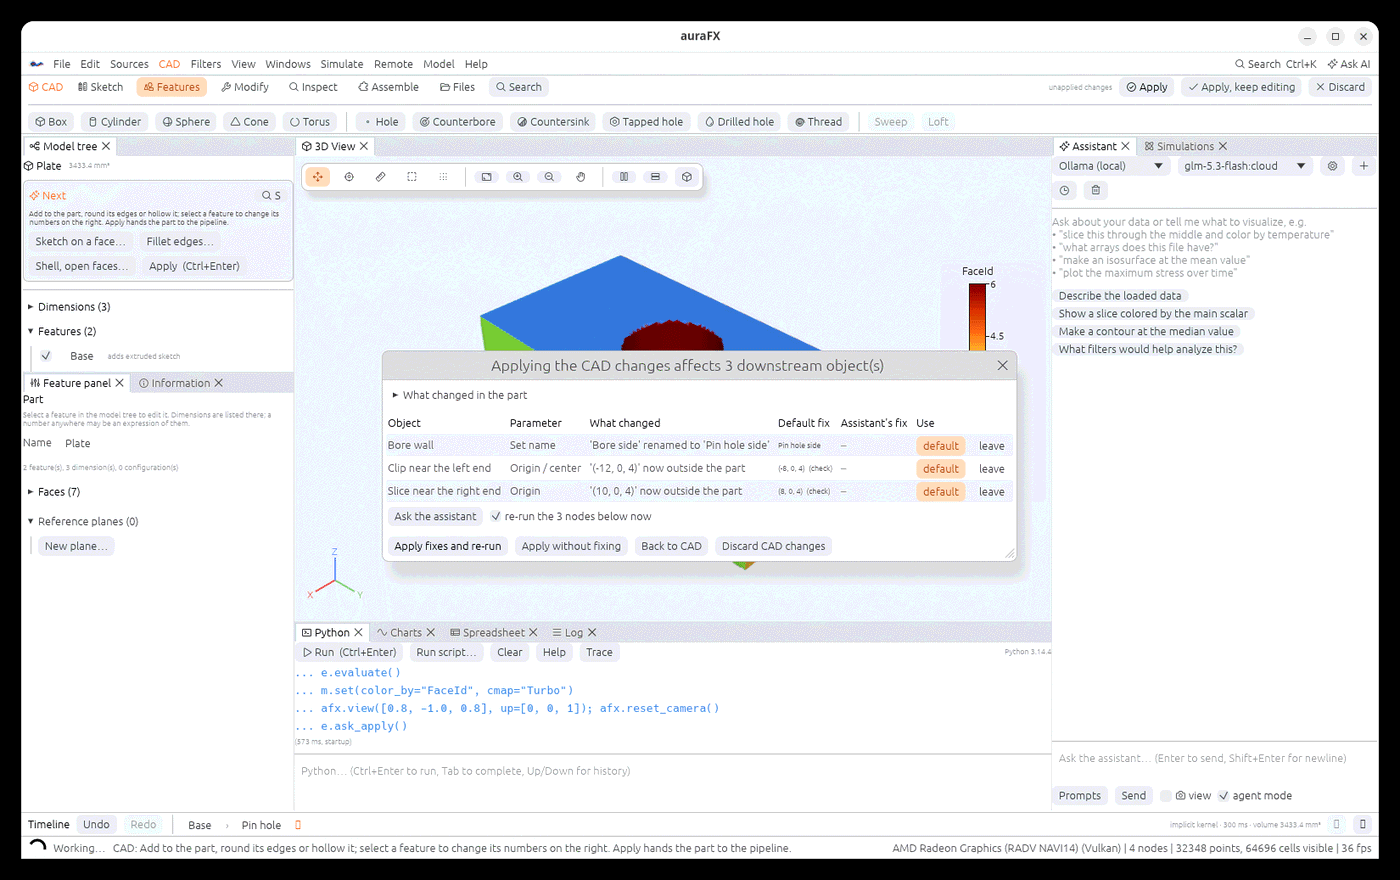 auraFX
File Edit Sources CAD Filters View Windows Simulate Remote Model Help
Search Ctrl+K Ask AI
CAD Sketch Features Modify Inspect Assemble Files Search
unapplied changes Apply Apply, keep editing Discard
Box Cylinder Sphere Cone Torus Hole Counterbore Countersink Tapped hole Drilled hole Thread Sweep Loft
Model tree
Plate 3433.4 mm³
Next S
Add to the part, round its edges or hollow it; select a feature to change its
numbers on the right. Apply hands the part to the pipeline.
Sketch on a face... Fillet edges...
Shell, open faces... Apply (Ctrl+Enter)
Dimensions (3)
Features (2)
Base adds extruded sketch
Feature panel Information
Part
Select a feature in the model tree to edit it. Dimensions are listed there; a
number anywhere may be an expression of them.
Name Plate
2 feature(s), 3 dimension(s), 0 configuration(s)
Faces (7)
Reference planes (0)
New plane...
3D View
FaceId
6
4.5
Z
X
Y
Applying the CAD changes affects 3 downstream object(s)
What changed in the part
Object Parameter What changed Default fix Assistant's fix Use
Bore wall Set name 'Bore side' renamed to 'Pin hole side' Pin hole side – default leave
Clip near the left end Origin / center '(-12, 0, 4)' now outside the part (-8, 0, 4) (check) – default leave
Slice near the right end Origin '(10, 0, 4)' now outside the part (8, 0, 4) (check) – default leave
Ask the assistant re-run the 3 nodes below now
Apply fixes and re-run Apply without fixing Back to CAD Discard CAD changes
Python Charts Spreadsheet Log
Run (Ctrl+Enter) Run script... Clear Help Trace
Python 3.14.4
... e.evaluate()
... m.set(color_by="FaceId", cmap="Turbo")
... afx.view([0.8, -1.0, 0.8], up=[0, 0, 1]); afx.reset_camera()
... e.ask_apply()
(573 ms, startup)
Python... (Ctrl+Enter to run, Tab to complete, Up/Down for history)
Assistant Simulations
Ollama (local) glm-5.3-flash:cloud
Ask about your data or tell me what to visualize, e.g.
• "slice this through the middle and color by temperature"
• "what arrays does this file have?"
• "make an isosurface at the mean value"
• "plot the maximum stress over time"
Describe the loaded data
Show a slice colored by the main scalar
Make a contour at the median value
What filters would help analyze this?
Ask the assistant... (Enter to send, Shift+Enter for newline)
Prompts Send view agent mode
Timeline Undo Redo Base › Pin hole
implicit kernel · 300 ms · volume 3433.4 mm³
Working... CAD: Add to the part, round its edges or hollow it; select a feature to change its numbers on the right. Apply hands the part to the pipeline.
AMD Radeon Graphics (RADV NAVI14) (Vulkan) | 4 nodes | 32348 points, 64696 cells visible | 36 fps